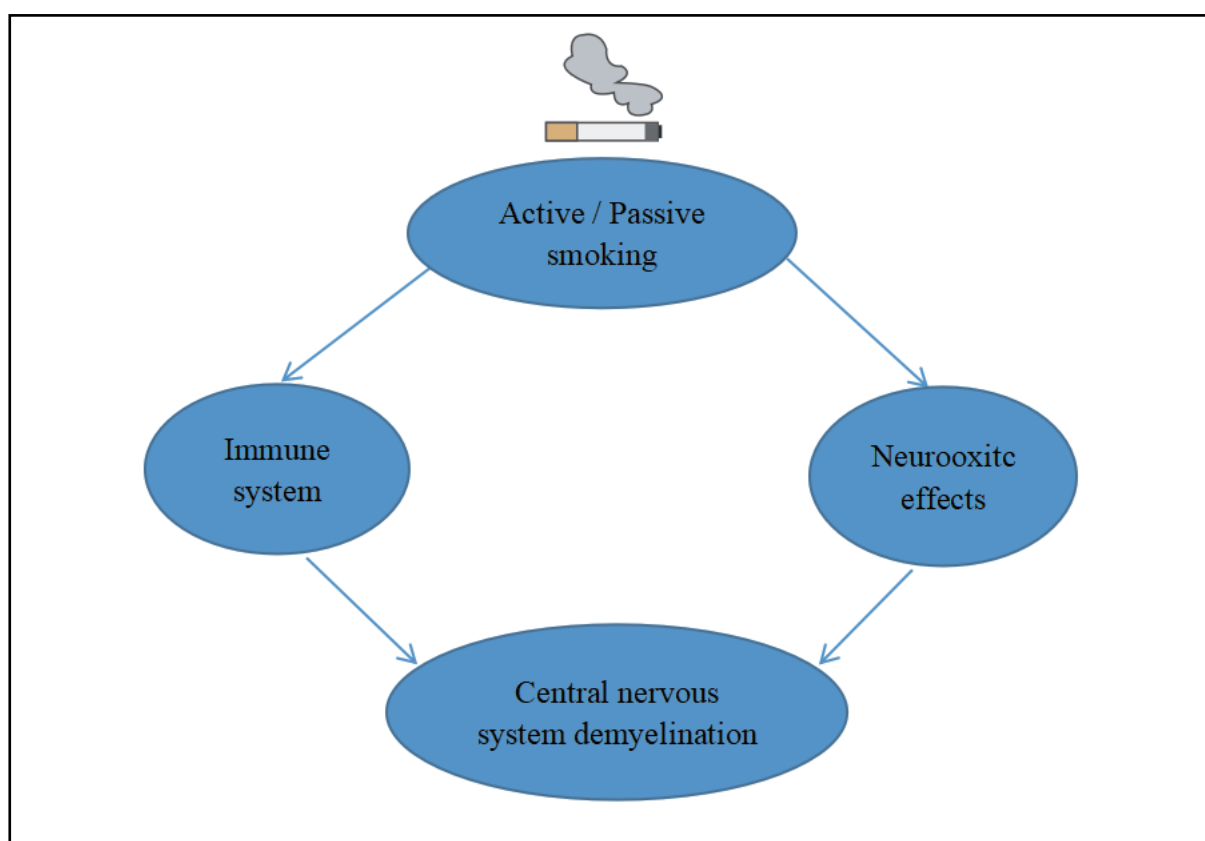 Active / Passive
smoking
Immune
system
Neurooxitc
effects
Central nervous
system demyelination